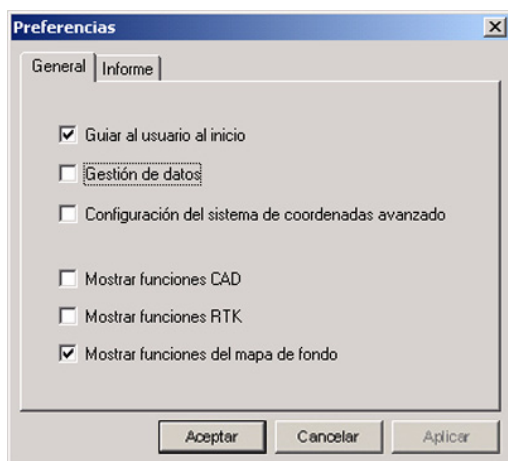 Preferencias
General Informe
Guiar al usuario al inicio
Gestión de datos
Configuración del sistema de coordenadas avanzado
Mostrar funciones CAD
Mostrar funciones RTK
Mostrar funciones del mapa de fondo
Aceptar Cancelar Aplicar